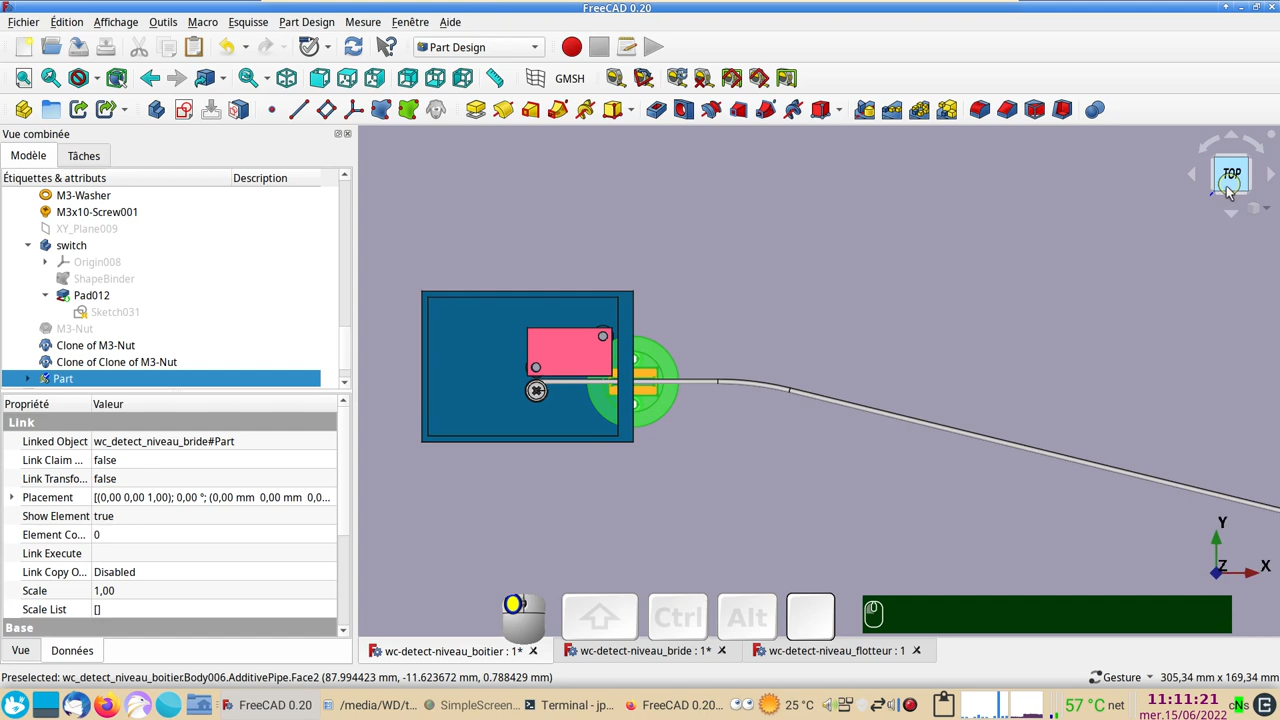 FreeCAD 0.20
Fichier Édition Affichage Outils Macro Esquisse Part Design Mesure Fenêtre Aide
Part Design
GMSH
Vue combinée
Modèle Tâches
Étiquettes & attributs Description
M3-Washer
M3x10-Screw001
XY_Plane009
switch
Origin008
ShapeBinder
Pad012
Sketch031
M3-Nut
Clone of M3-Nut
Clone of Clone of M3-Nut
Part
Propriété Valeur
Link
Linked Object wc_detect_niveau_bride#Part
Link Claim ... false
Link Transfo... false
Placement [(0,00 0,00 1,00); 0,00 °; (0,00 mm 0,00 mm 0,0...
Show Element true
Element Co... 0
Link Execute
Link Copy O... Disabled
Scale 1,00
Scale List []
Base
Vue Données
TOP
Y
Z X
Ctrl Alt
wc-detect-niveau_boitier : 1* wc-detect-niveau_bride : 1* wc-detect-niveau_flotteur : 1
Preselected: wc_detect_niveau_boitier.Body006.AdditivePipe.Face2 (87.994423 mm, -11.623672 mm, 0.788429 mm)
Gesture 305,34 mm x 169,34 mm
FreeCAD 0.20 /media/WD/t... SimpleScreen... Terminal - jp... FreeCAD 0.20... 25 °C 57 °C net 11:11:21
mer.15/06/2022